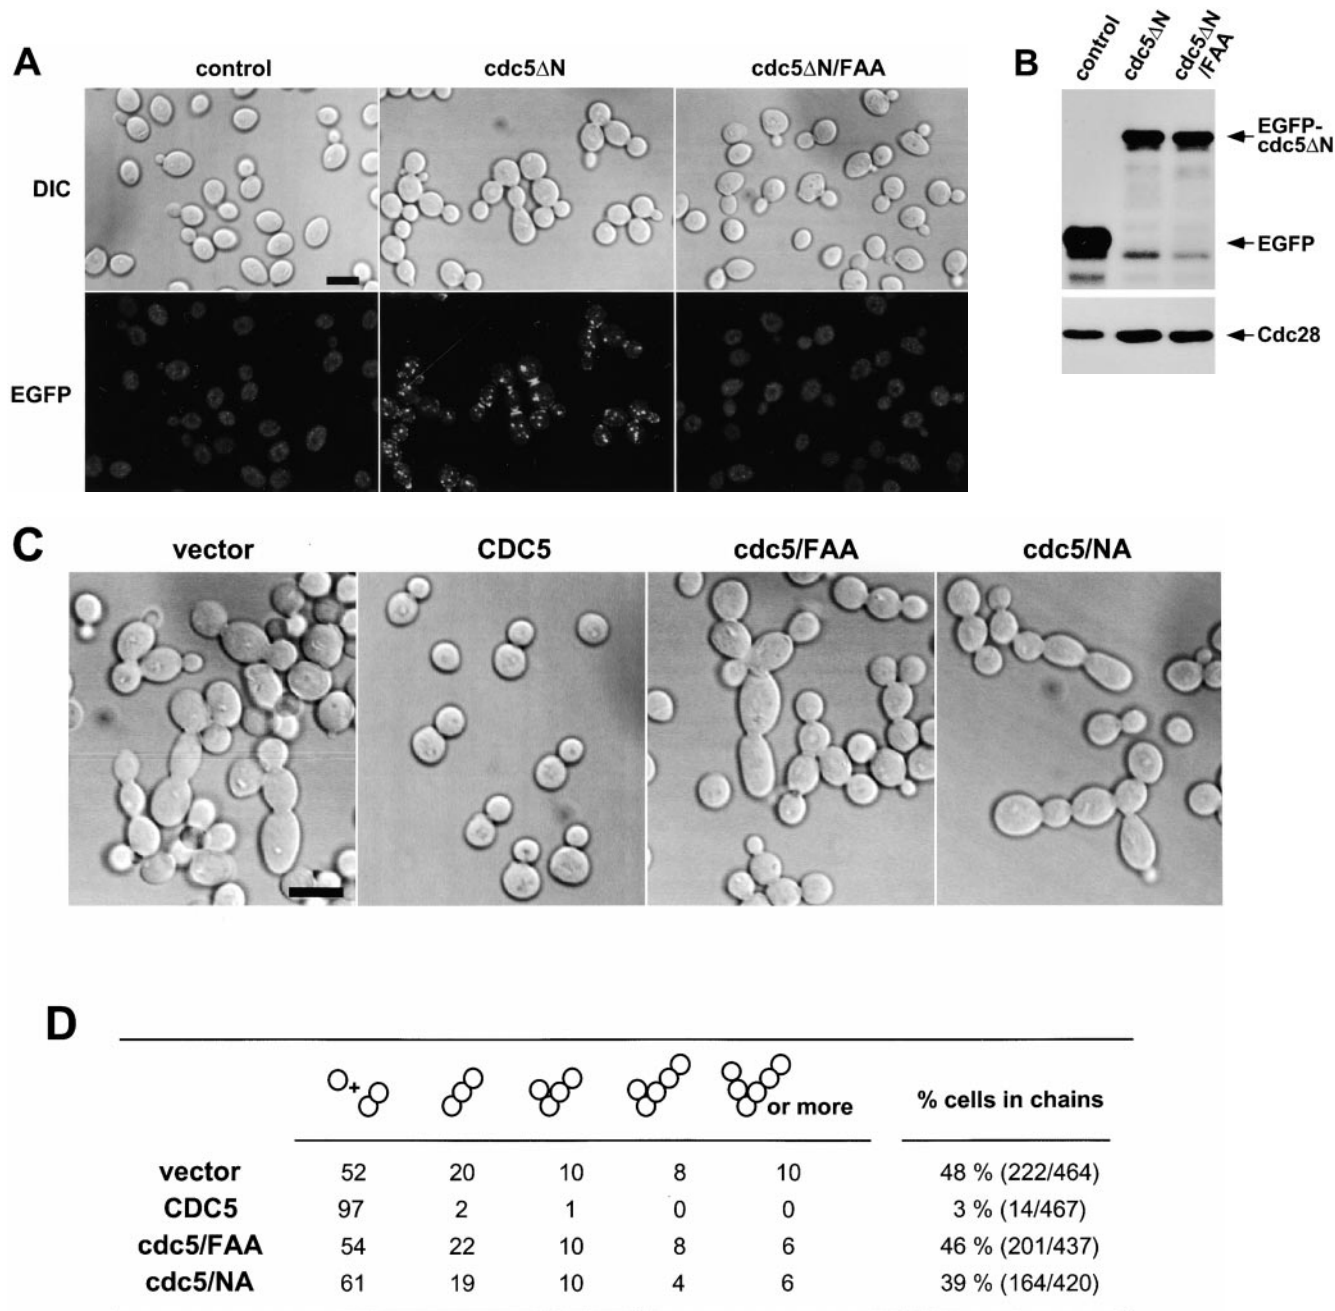 A
control
cdc5ΔN
cdc5ΔN/FAA
DIC
EGFP
B
control
cdc5ΔN
cdc5ΔN
/FAA
EGFP-
cdc5ΔN
EGFP
Cdc28
C
vector
CDC5
cdc5/FAA
cdc5/NA
D
+
or more
% cells in chains
vector 52 20 10 8 10 48 % (222/464)
CDC5 97 2 1 0 0 3 % (14/467)
cdc5/FAA 54 22 10 8 6 46 % (201/437)
cdc5/NA 61 19 10 4 6 39 % (164/420)